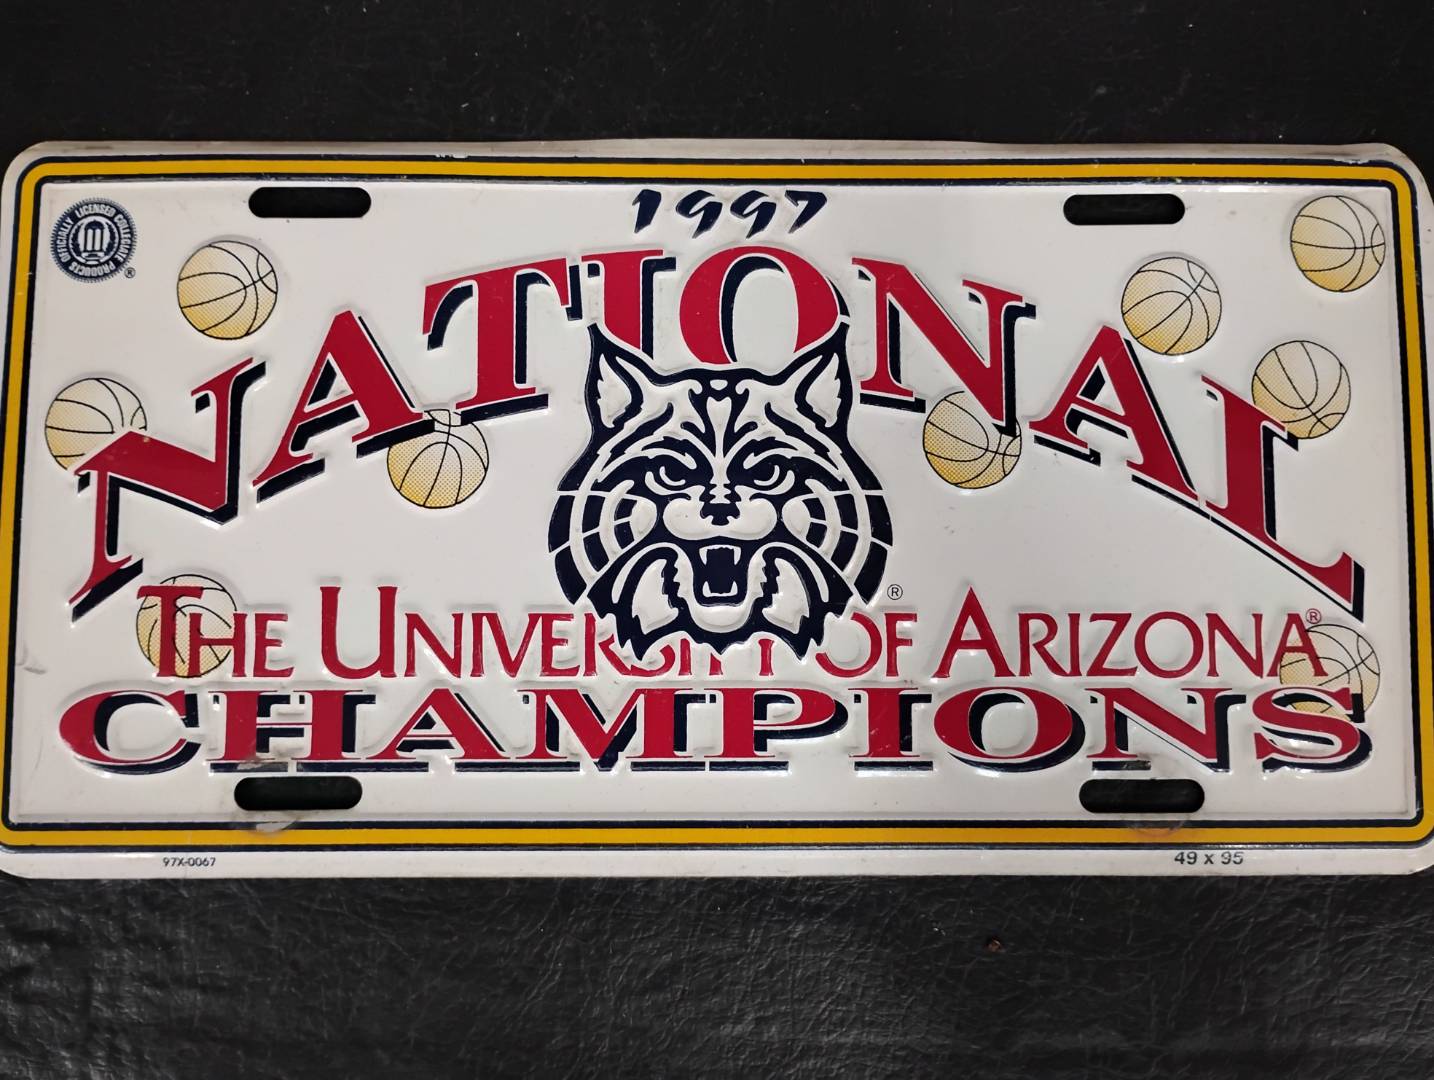 1997
OFFICIALLY LICENSED COLLEGIATE PRODUCTS ®
NATIONAL
®
THE UNIVERSITY OF ARIZONA®
CHAMPIONS
97X-0067
49 x 95